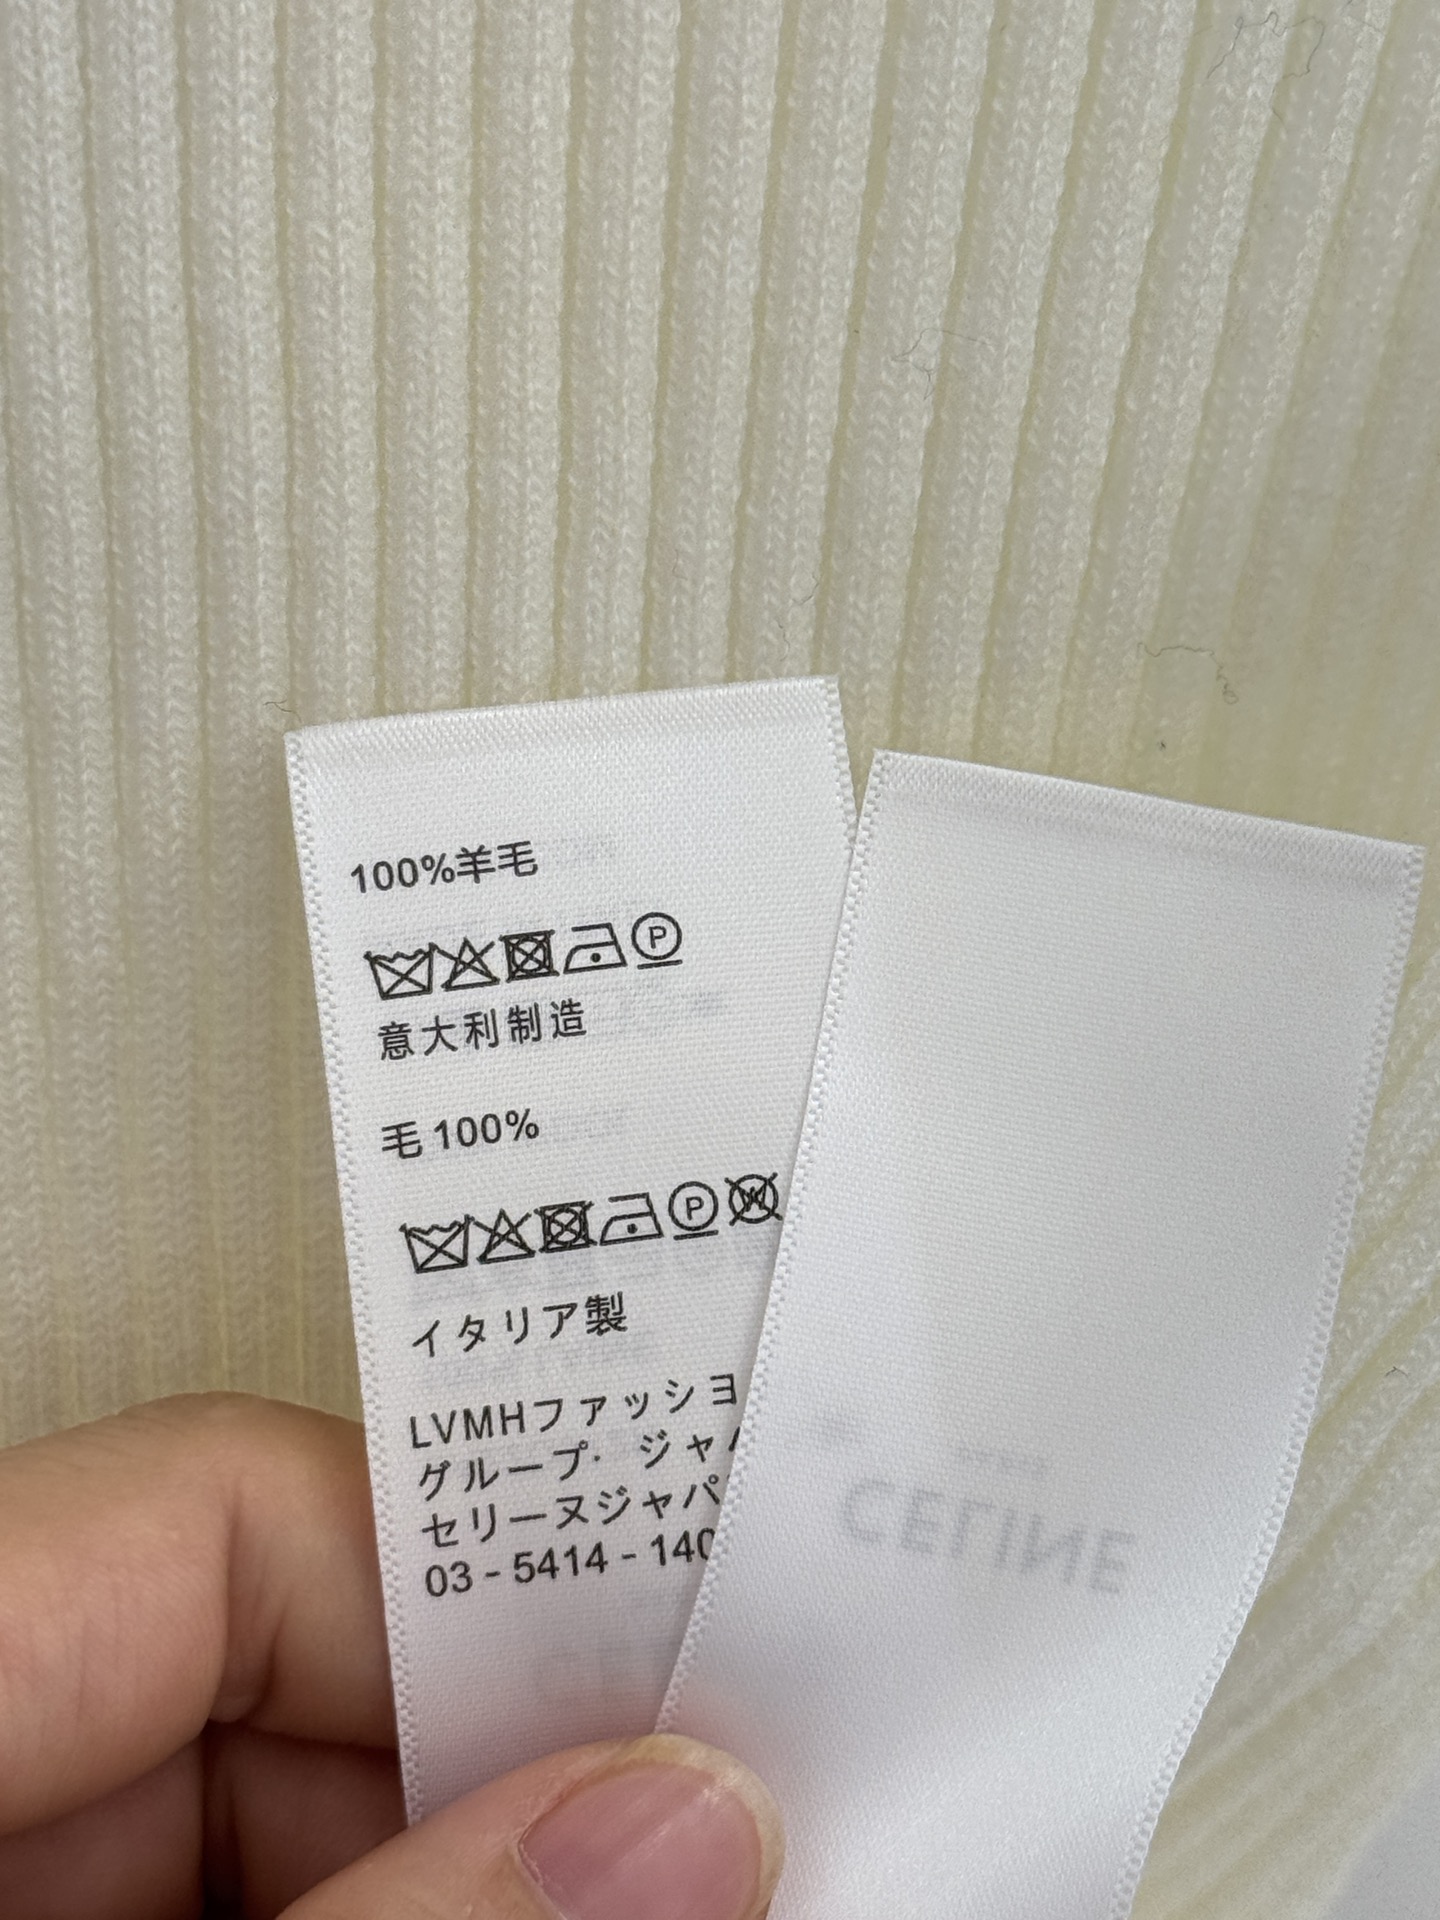 100%羊毛
P
意大利制造
毛 100%
P W
イタリア製
LVMHファッショ
グループ・ジャ
セリーヌジャパ
03 - 5414 - 140
CELINE